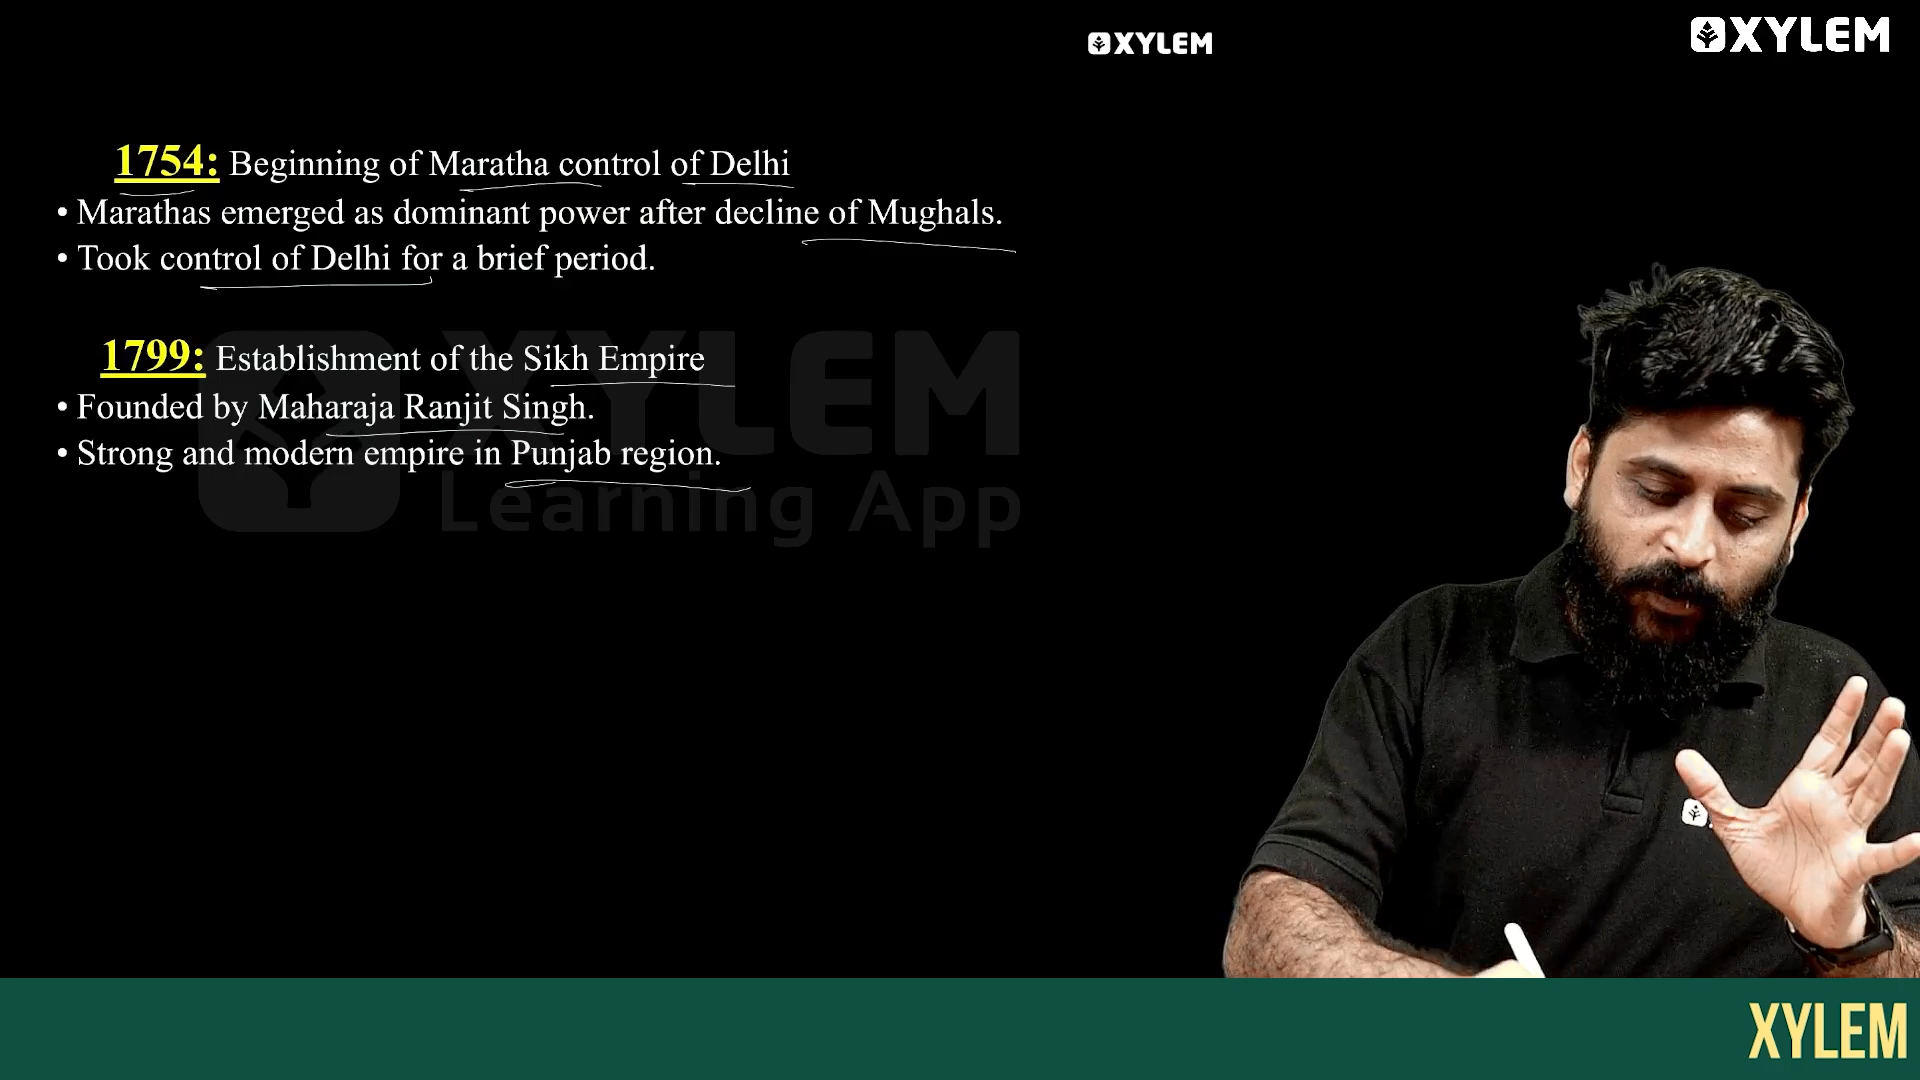 XYLEM
XYLEM
1754: Beginning of Maratha control of Delhi
• Marathas emerged as dominant power after decline of Mughals.
• Took control of Delhi for a brief period.
1799: Establishment of the Sikh Empire
• Founded by Maharaja Ranjit Singh.
• Strong and modern empire in Punjab region.
XYLEM
Learning App
XYLEM